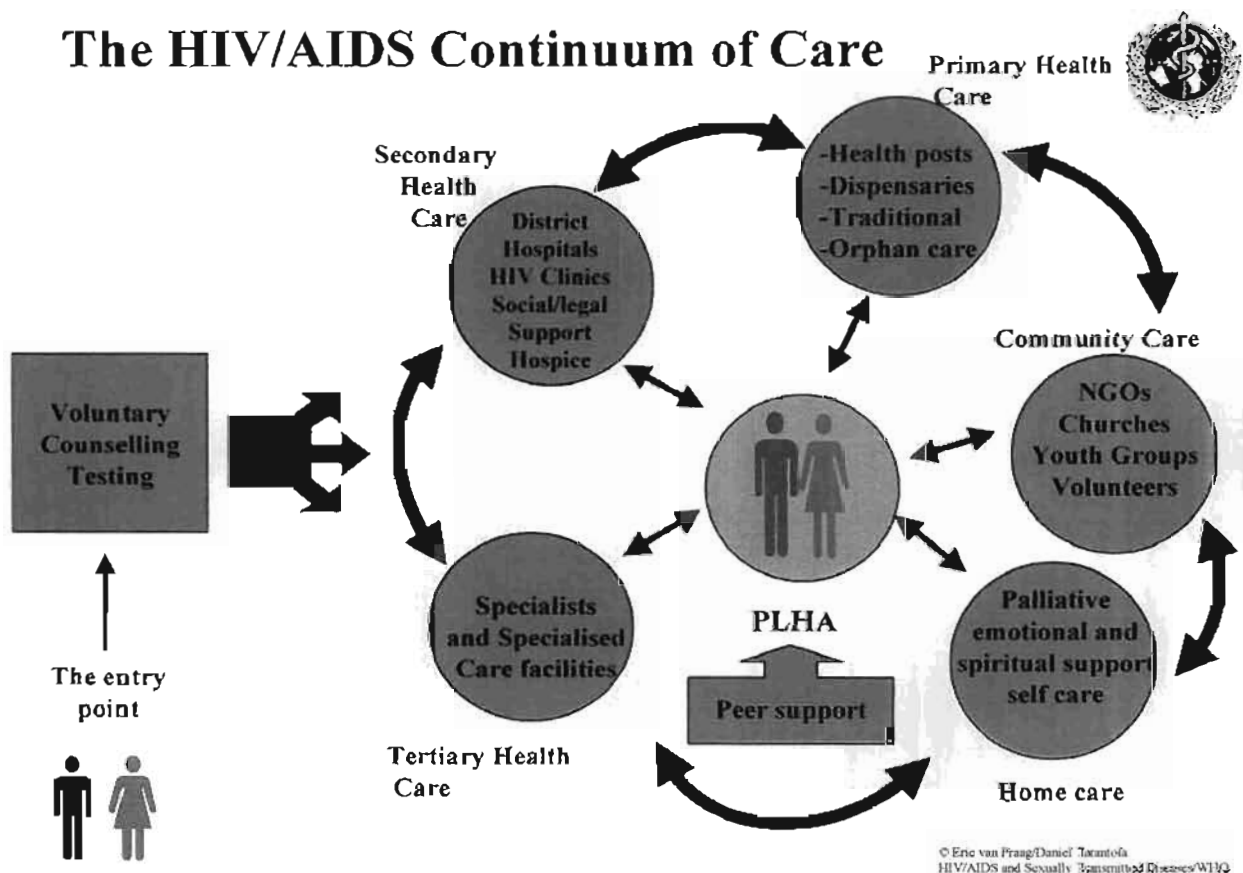 The HIV/AIDS Continuum of Care
Primary Health
Care
Secondary
Health
Care
-Health posts
-Dispensaries
-Traditional
-Orphan care
District
Hospitals
HIV Clinics
Social/legal
Support
Hospice
Community Care
NGOs
Churches
Youth Groups
Volunteers
Voluntary
Counselling
Testing
The entry
point
Specialists
and Specialised
Care facilities
Tertiary Health
Care
PLHA
Peer support
Palliative
emotional and
spiritual support
self care
Home care
© Eric van Praag/Daniel Tarantola
HIV/AIDS and Sexually Transmitted Diseases/WHO